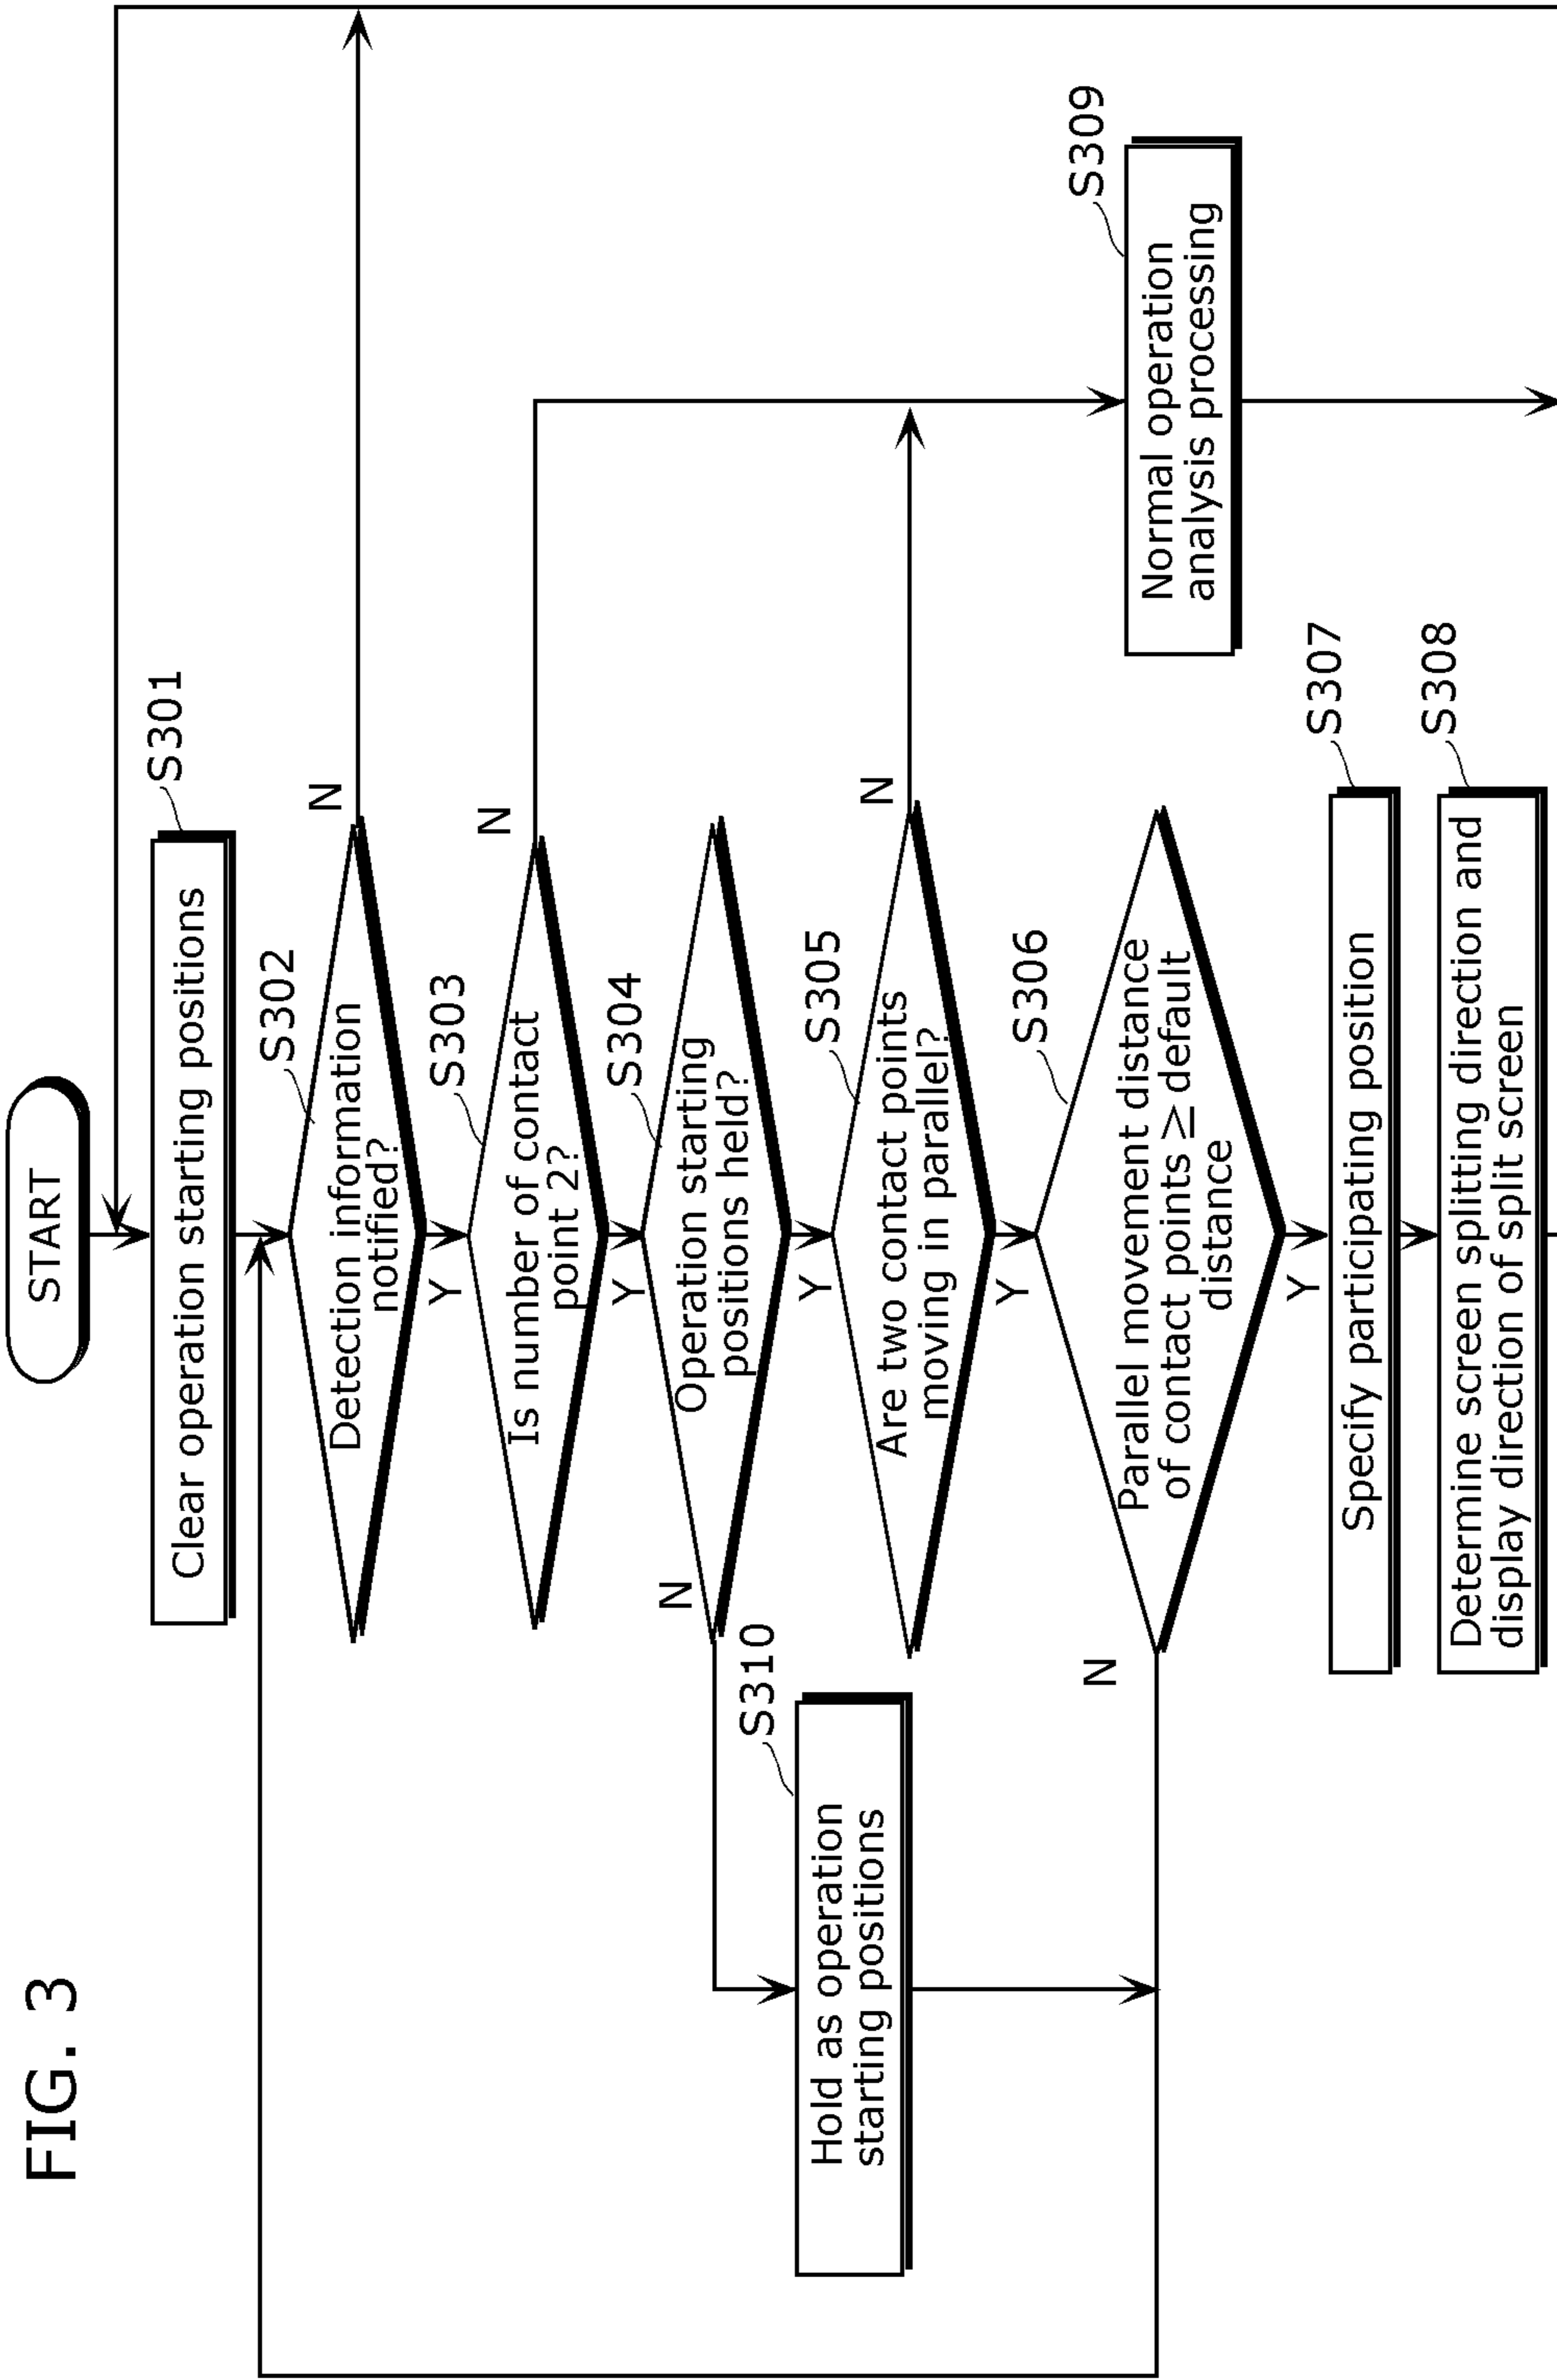 FIG. 3
START
S301
Clear operation starting positions
S302
Detection information
notified?
N
Y
S303
Is number of contact
point 2?
N
Y
S304
Operation starting
positions held?
N
Y
S310
Hold as operation
starting positions
S305
Are two contact points
moving in parallel?
N
Y
S306
Parallel movement distance
of contact points ≥ default
distance
N
Y
S309
Normal operation
analysis processing
S307
Specify participating position
S308
Determine screen splitting direction and
display direction of split screen